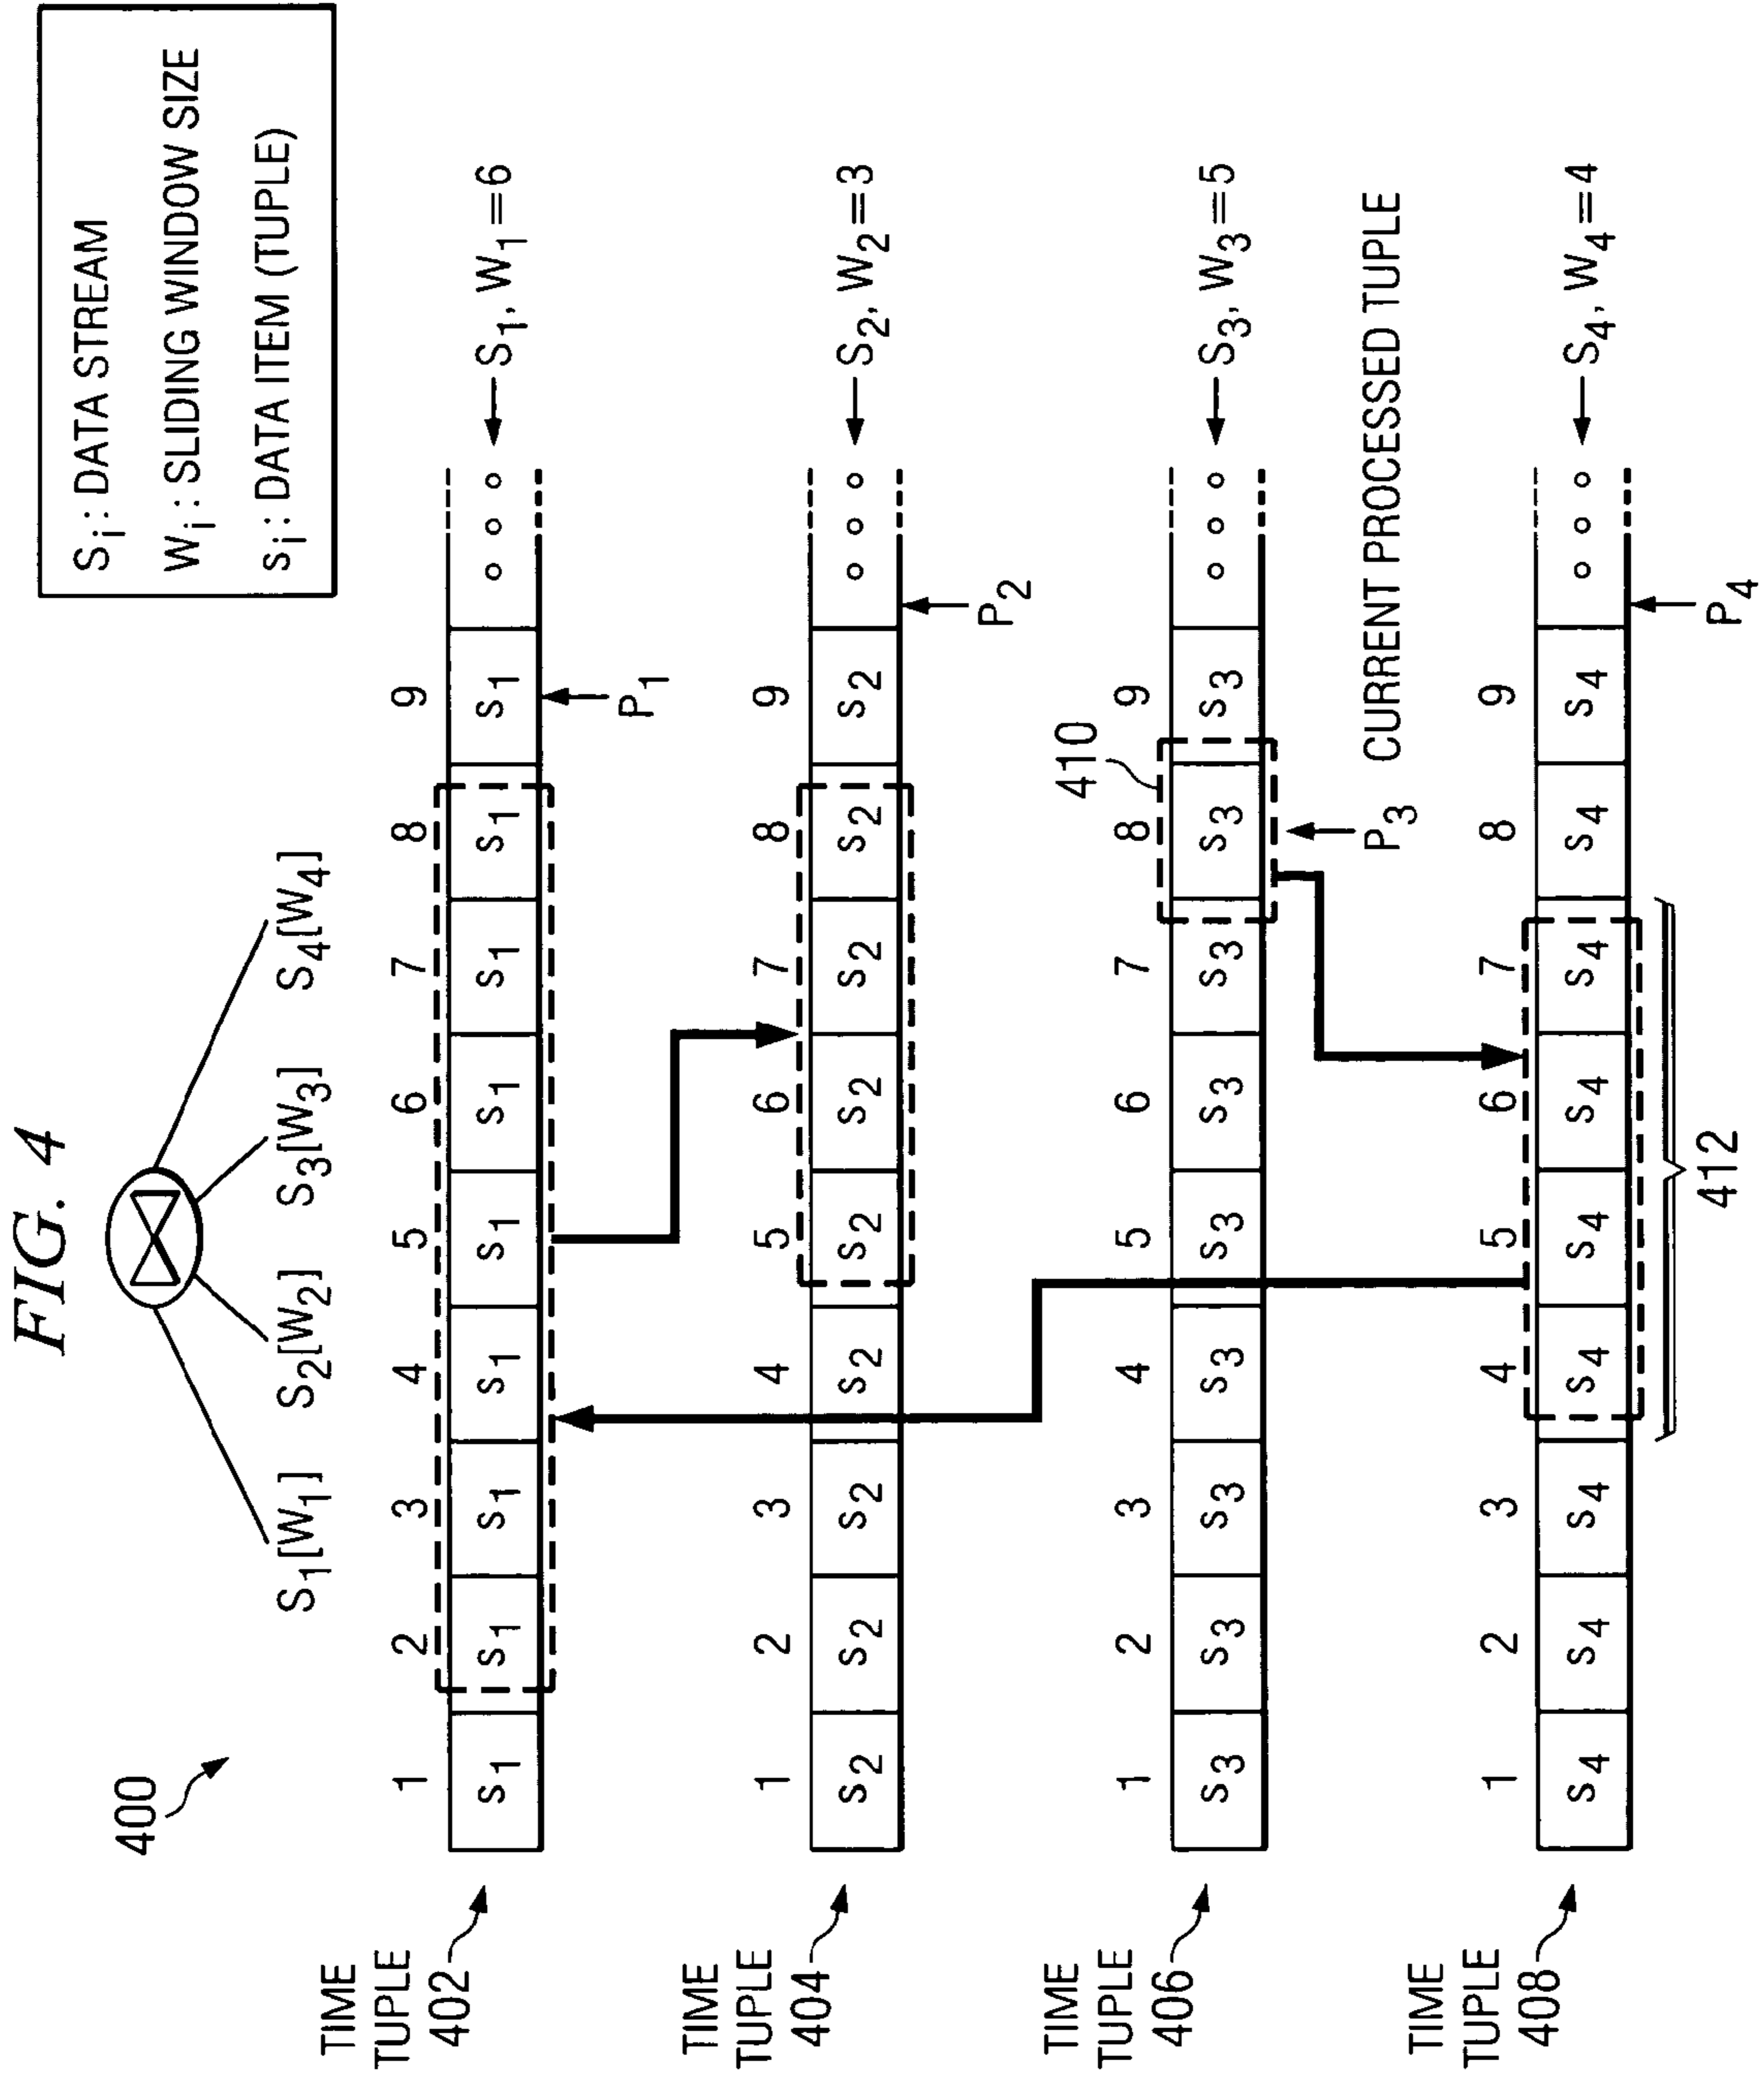 FIG. 4
400
S1[W1] S2[W2] S3[W3] S4[W4]
Si: DATA STREAM
Wi: SLIDING WINDOW SIZE
si: DATA ITEM (TUPLE)
TIME 1 2 3 4 5 6 7 8 9
TUPLE s1 s1 s1 s1 s1 s1 s1 s1 s1 S1, W1=6
402
P1
TIME 1 2 3 4 5 6 7 8 9
TUPLE s2 s2 s2 s2 s2 s2 s2 s2 s2 S2, W2=3
404
P2
410
TIME 1 2 3 4 5 6 7 8 9
TUPLE s3 s3 s3 s3 s3 s3 s3 s3 s3 S3, W3=5
406
P3 CURRENT PROCESSED TUPLE
TIME 1 2 3 4 5 6 7 8 9
TUPLE s4 s4 s4 s4 s4 s4 s4 s4 s4 S4, W4=4
408
412
P4